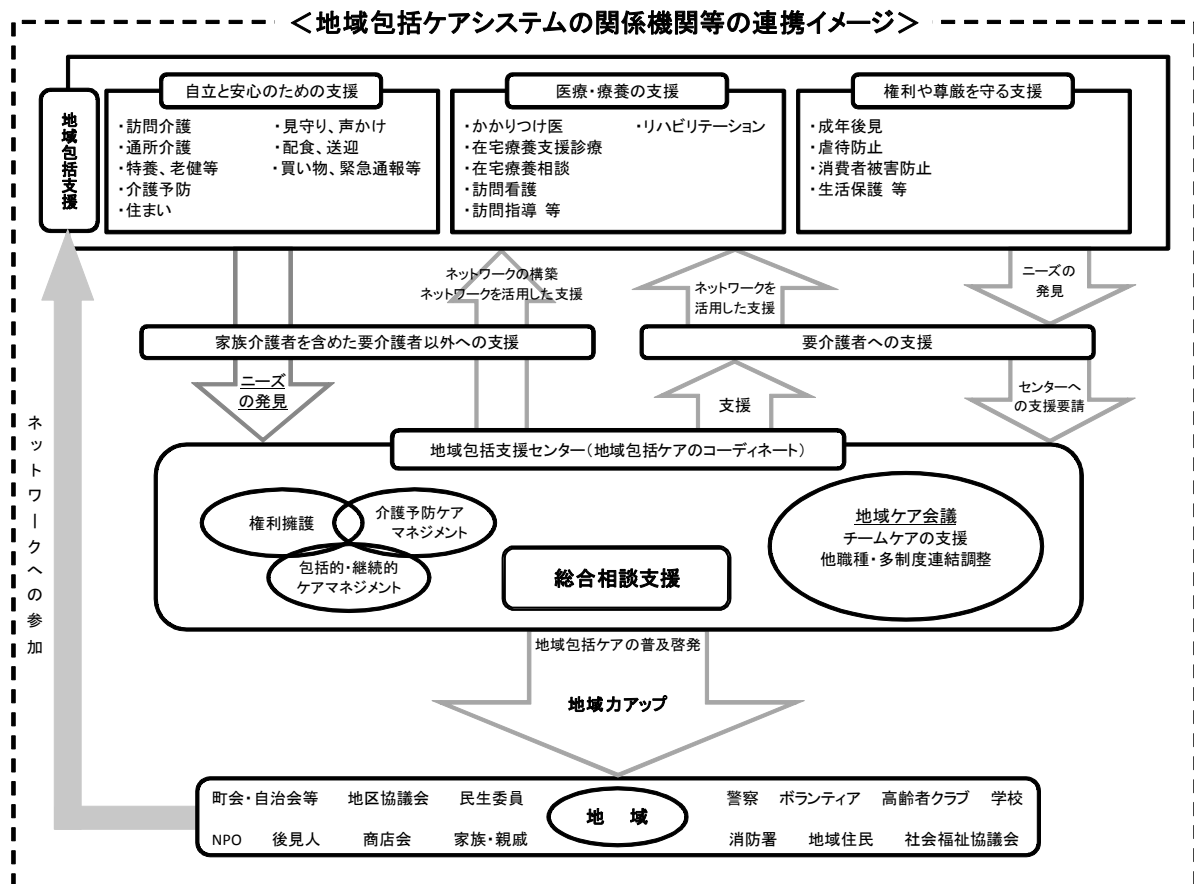 ＜地域包括ケアシステムの関係機関等の連携イメージ＞
地域包括支援
自立と安心のための支援
・訪問介護
・通所介護
・特養、老健等
・介護予防
・住まい
・見守り、声かけ
・配食、送迎
・買い物、緊急通報等
医療・療養の支援
・かかりつけ医
・在宅療養支援診療
・在宅療養相談
・訪問看護
・訪問指導 等
・リハビリテーション
権利や尊厳を守る支援
・成年後見
・虐待防止
・消費者被害防止
・生活保護 等
ネットワークの構築
ネットワークを活用した支援
ネットワークを
活用した支援
ニーズの
発見
家族介護者を含めた要介護者以外への支援
要介護者への支援
ニーズ
の発見
支援
センターへ
の支援要請
ネットワークへの参加
地域包括支援センター（地域包括ケアのコーディネート）
権利擁護
介護予防ケア
マネジメント
包括的・継続的
ケアマネジメント
総合相談支援
地域ケア会議
チームケアの支援
他職種・多制度連結調整
地域包括ケアの普及啓発
地域力アップ
町会・自治会等 地区協議会 民生委員
地 域
警察 ボランティア 高齢者クラブ 学校
NPO 後見人 商店会 家族・親戚
消防署 地域住民 社会福祉協議会